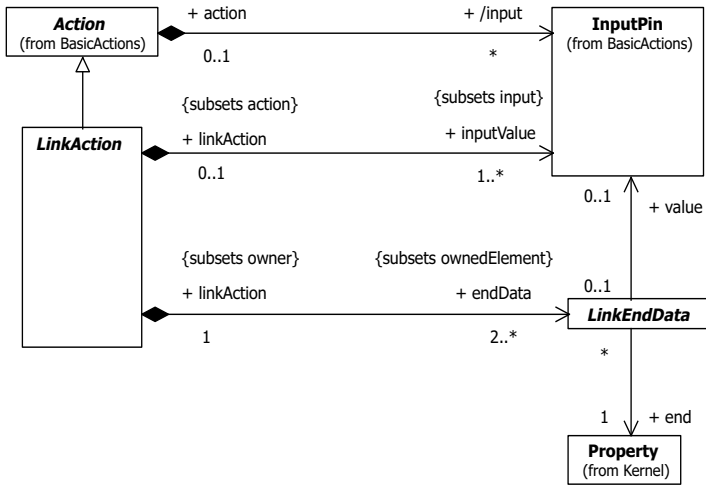 Action
(from BasicActions)
+ action
+ /input
0..1
*
InputPin
(from BasicActions)
{subsets action}
{subsets input}
LinkAction
+ linkAction
+ inputValue
0..1
1..*
0..1
+ value
{subsets owner}
{subsets ownedElement}
+ linkAction
+ endData
0..1
1
2..*
LinkEndData
*
1
+ end
Property
(from Kernel)